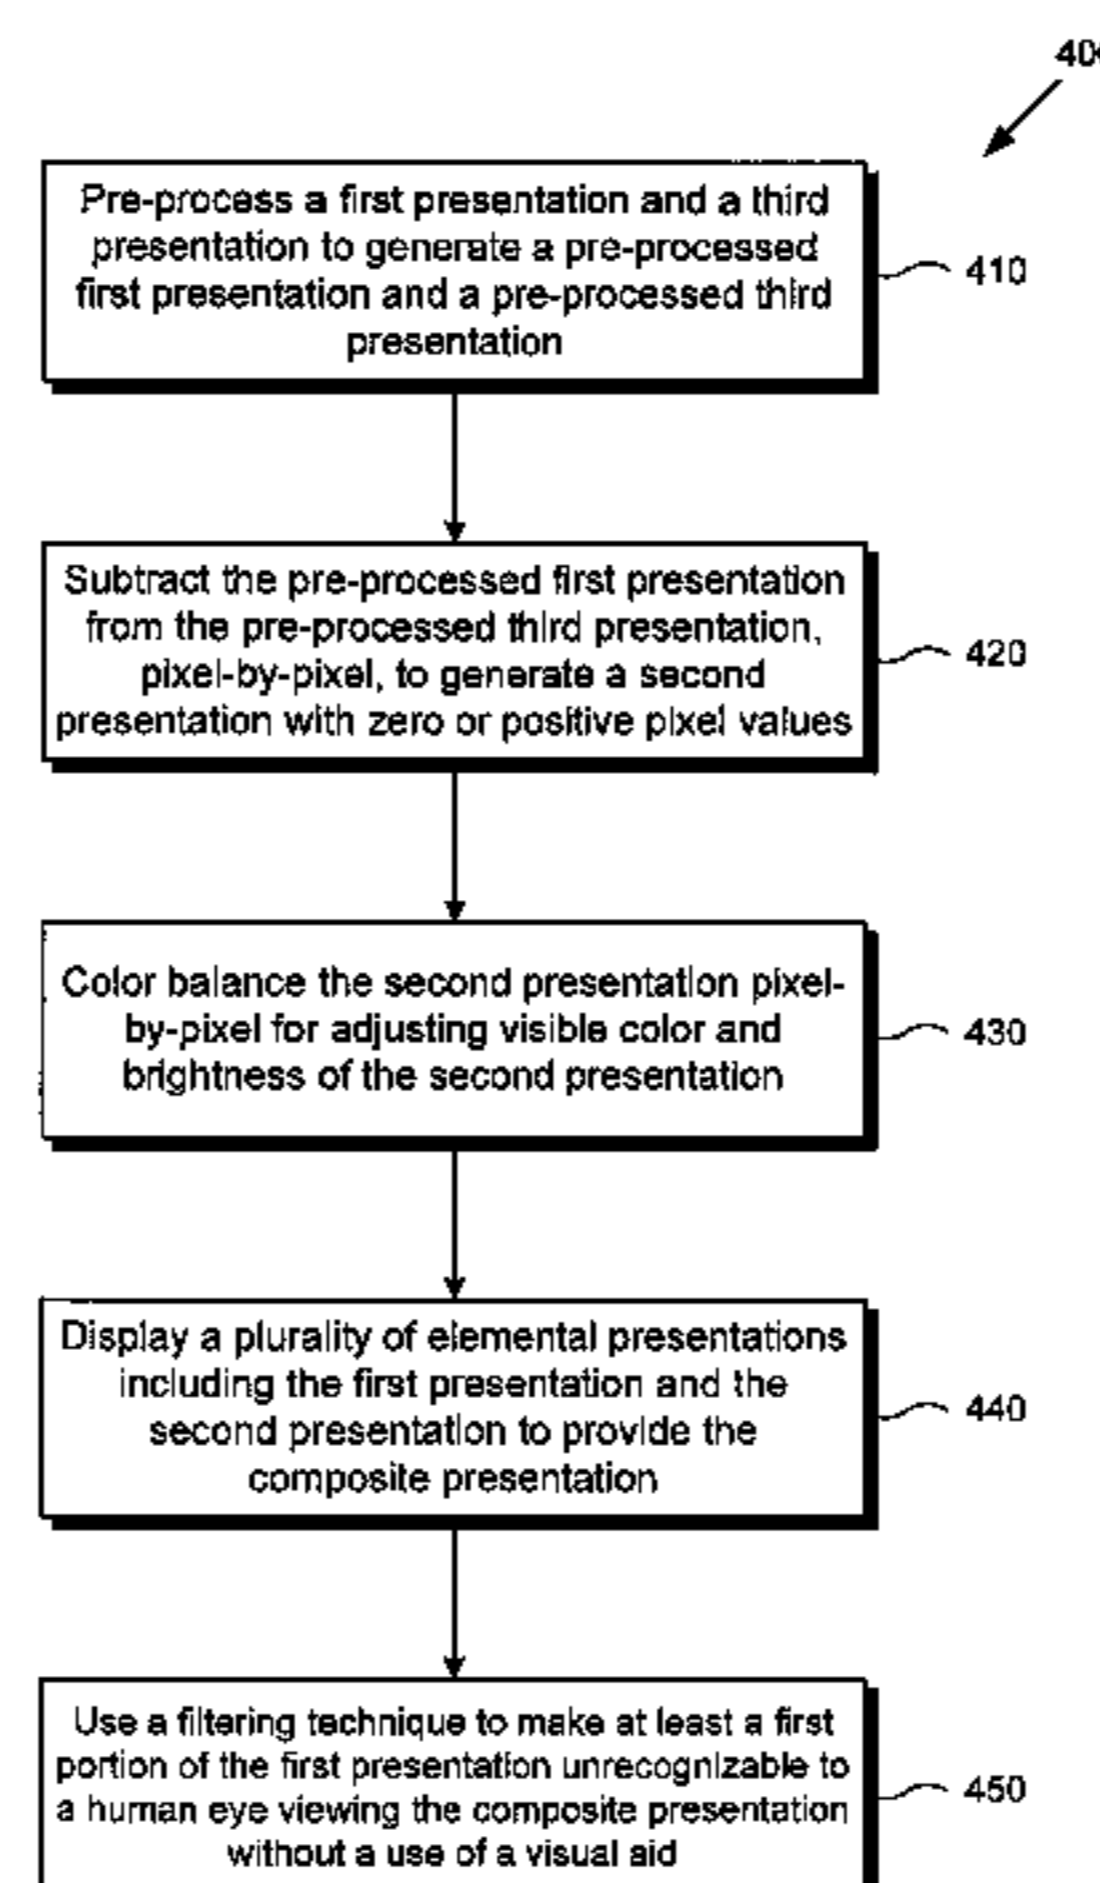 Pre-process a first presentation and a third
presentation to generate a pre-processed
first presentation and a pre-processed third
presentation
410
Subtract the pre-processed first presentation
from the pre-processed third presentation,
pixel-by-pixel, to generate a second
presentation with zero or positive pixel values
420
Color balance the second presentation pixel-
by-pixel for adjusting visible color and
brightness of the second presentation
430
Display a plurality of elemental presentations
including the first presentation and the
second presentation to provide the
composite presentation
440
Use a filtering technique to make at least a first
portion of the first presentation unrecognizable to
a human eye viewing the composite presentation
without a use of a visual aid
450